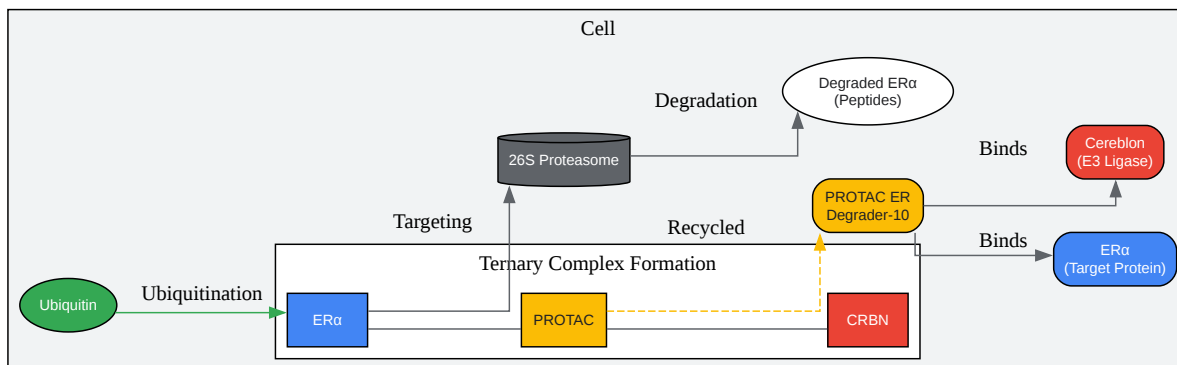 Cell
Degraded ERα
(Peptides)
Degradation
26S Proteasome
Binds
Cereblon
(E3 Ligase)
PROTAC ER
Degrader-10
Targeting
Recycled
Binds
ERα
(Target Protein)
Ternary Complex Formation
Ubiquitin
Ubiquitination
ERα
PROTAC
CRBN